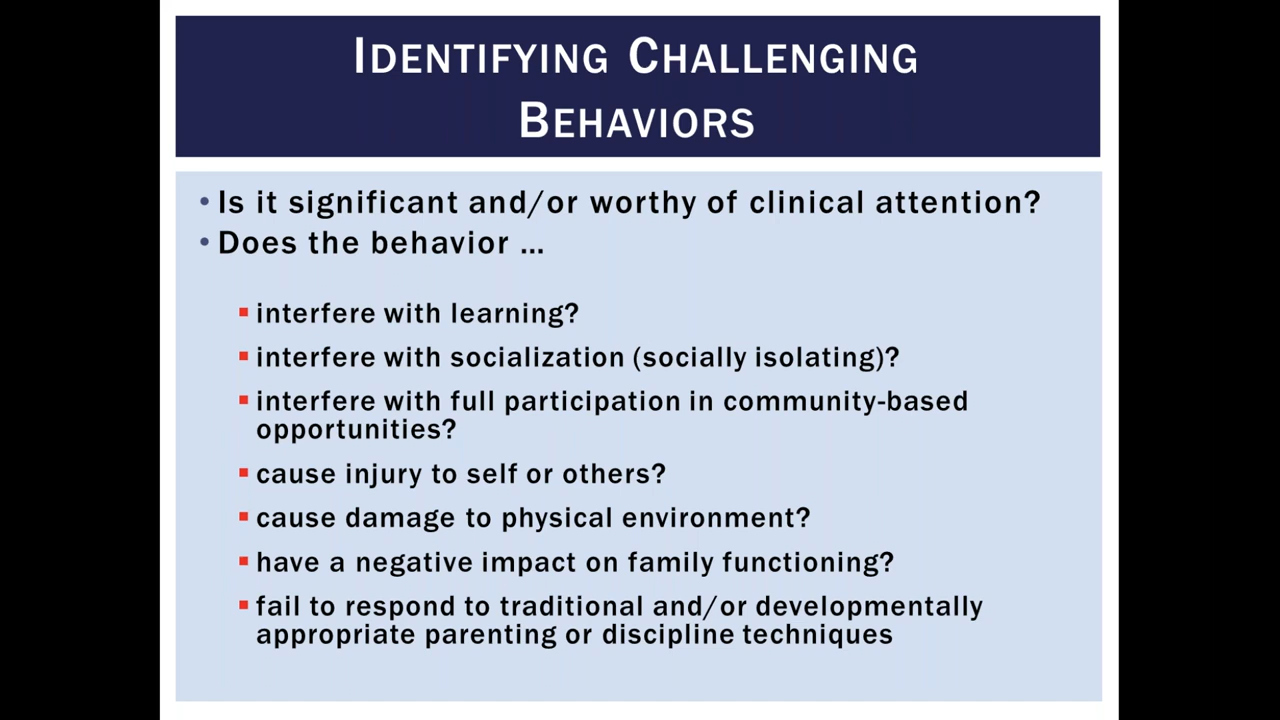 IDENTIFYING CHALLENGING
BEHAVIORS
• Is it significant and/or worthy of clinical attention?
• Does the behavior ...
▪ interfere with learning?
▪ interfere with socialization (socially isolating)?
▪ interfere with full participation in community-based
opportunities?
▪ cause injury to self or others?
▪ cause damage to physical environment?
▪ have a negative impact on family functioning?
▪ fail to respond to traditional and/or developmentally
appropriate parenting or discipline techniques